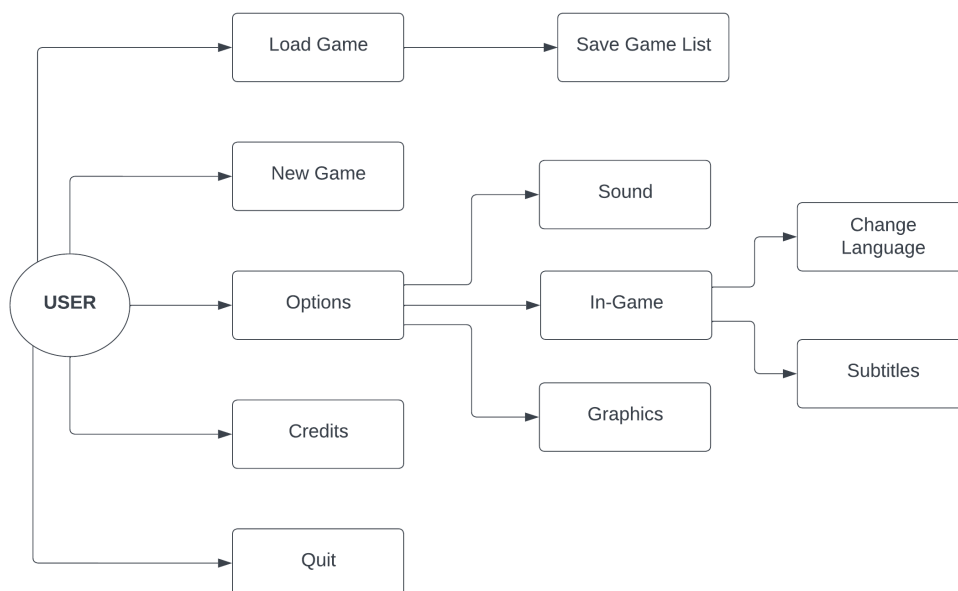 Load Game
Save Game List
New Game
Sound
Change
Language
USER
Options
In-Game
Subtitles
Graphics
Credits
Quit